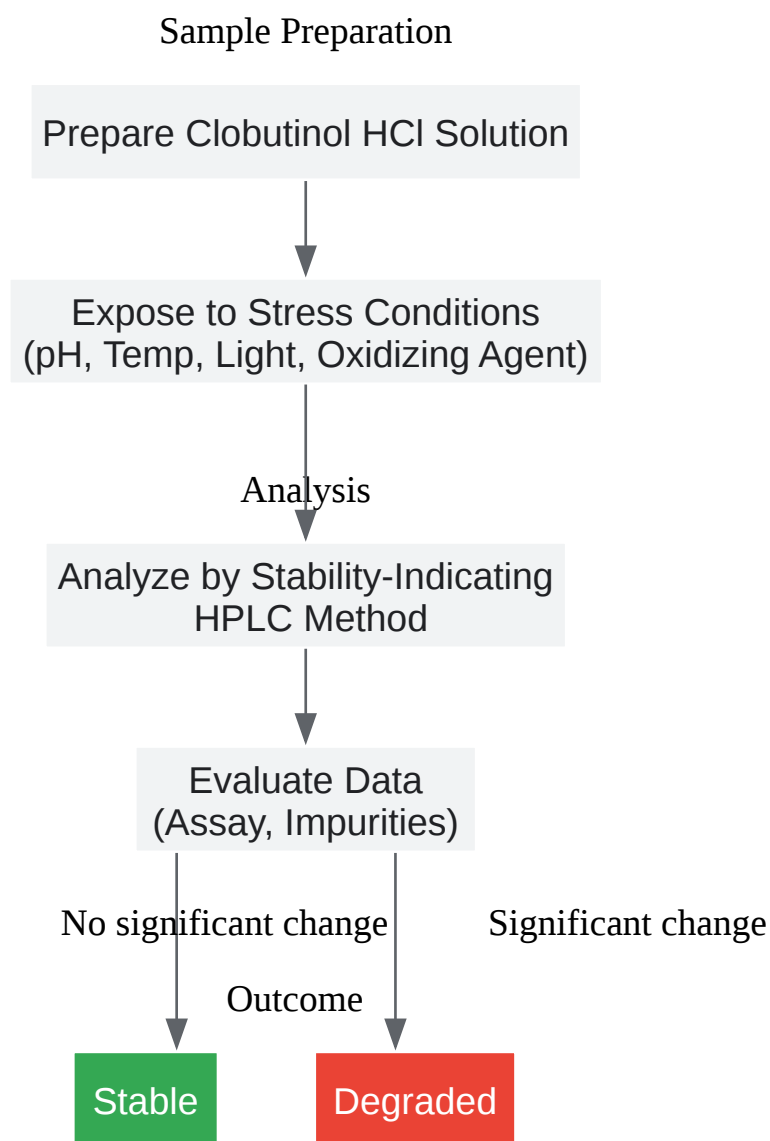 Sample Preparation
Prepare Clobutinol HCl Solution
Expose to Stress Conditions
(pH, Temp, Light, Oxidizing Agent)
Analysis
Analyze by Stability-Indicating
HPLC Method
Evaluate Data
(Assay, Impurities)
No significant change
Significant change
Outcome
Stable
Degraded